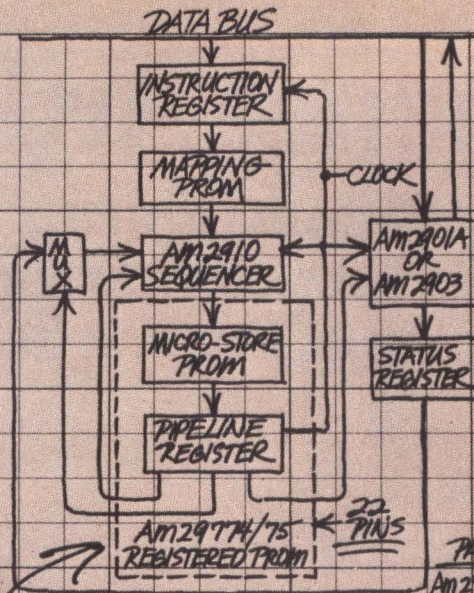 DATA BUS
INSTRUCTION
REGISTER
MAPPING
PROM
CLOCK
MUX
AM2910
SEQUENCER
AM2901A
OR
AM2903
MICRO-STORE
PROM
STATUS
REGISTER
PIPELINE
REGISTER
22
PINS
AM29774/75
REGISTERED PROM
Am2